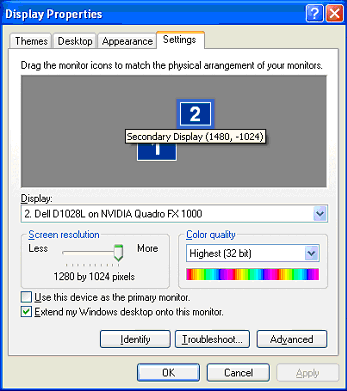 Display Properties
Themes Desktop Appearance Settings
Drag the monitor icons to match the physical arrangement of your monitors.
2
Secondary Display (1480, -1024)
1
Display:
2. Dell D1028L on NVIDIA Quadro FX 1000
Screen resolution Color quality
Less More Highest (32 bit)
1280 by 1024 pixels
Use this device as the primary monitor.
Extend my Windows desktop onto this monitor.
Identify Troubleshoot... Advanced
OK Cancel Apply